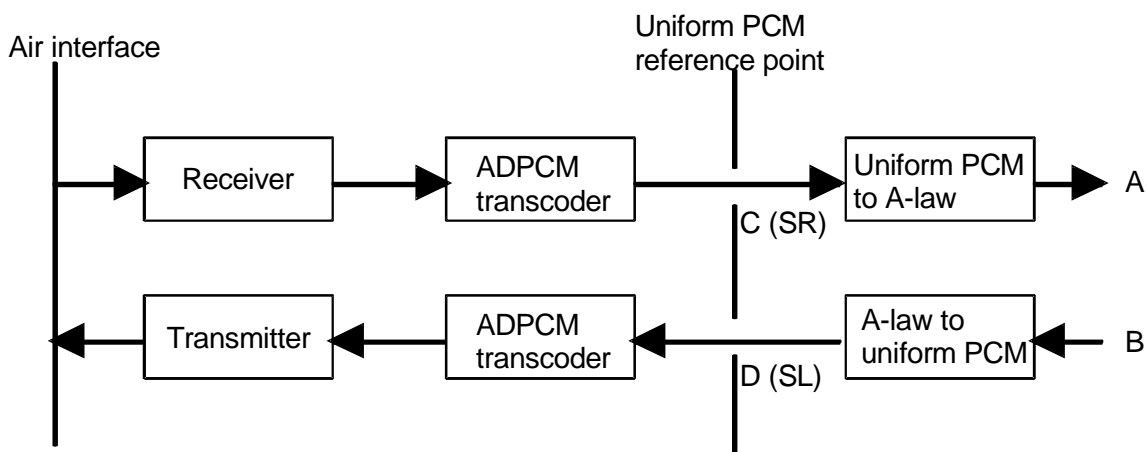 Air interface
Uniform PCM
reference point
Receiver
ADPCM
transcoder
Uniform PCM
to A-law
A
C (SR)
Transmitter
ADPCM
transcoder
A-law to
uniform PCM
B
D (SL)